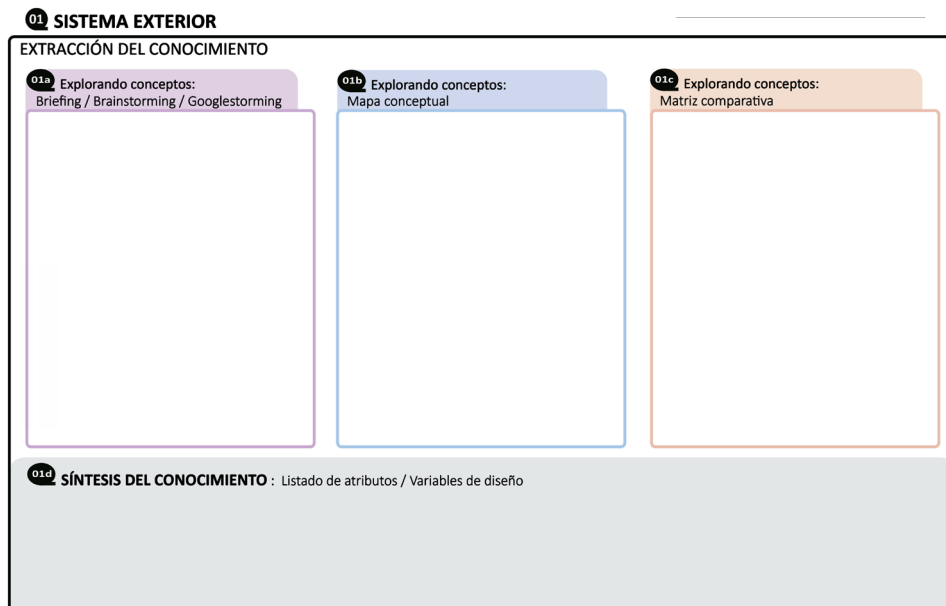 01 SISTEMA EXTERIOR
EXTRACCIÓN DEL CONOCIMIENTO
01a Explorando conceptos:
Briefing / Brainstorming / Googlestorming
01b Explorando conceptos:
Mapa conceptual
01c Explorando conceptos:
Matriz comparativa
01d SÍNTESIS DEL CONOCIMIENTO : Listado de atributos / Variables de diseño